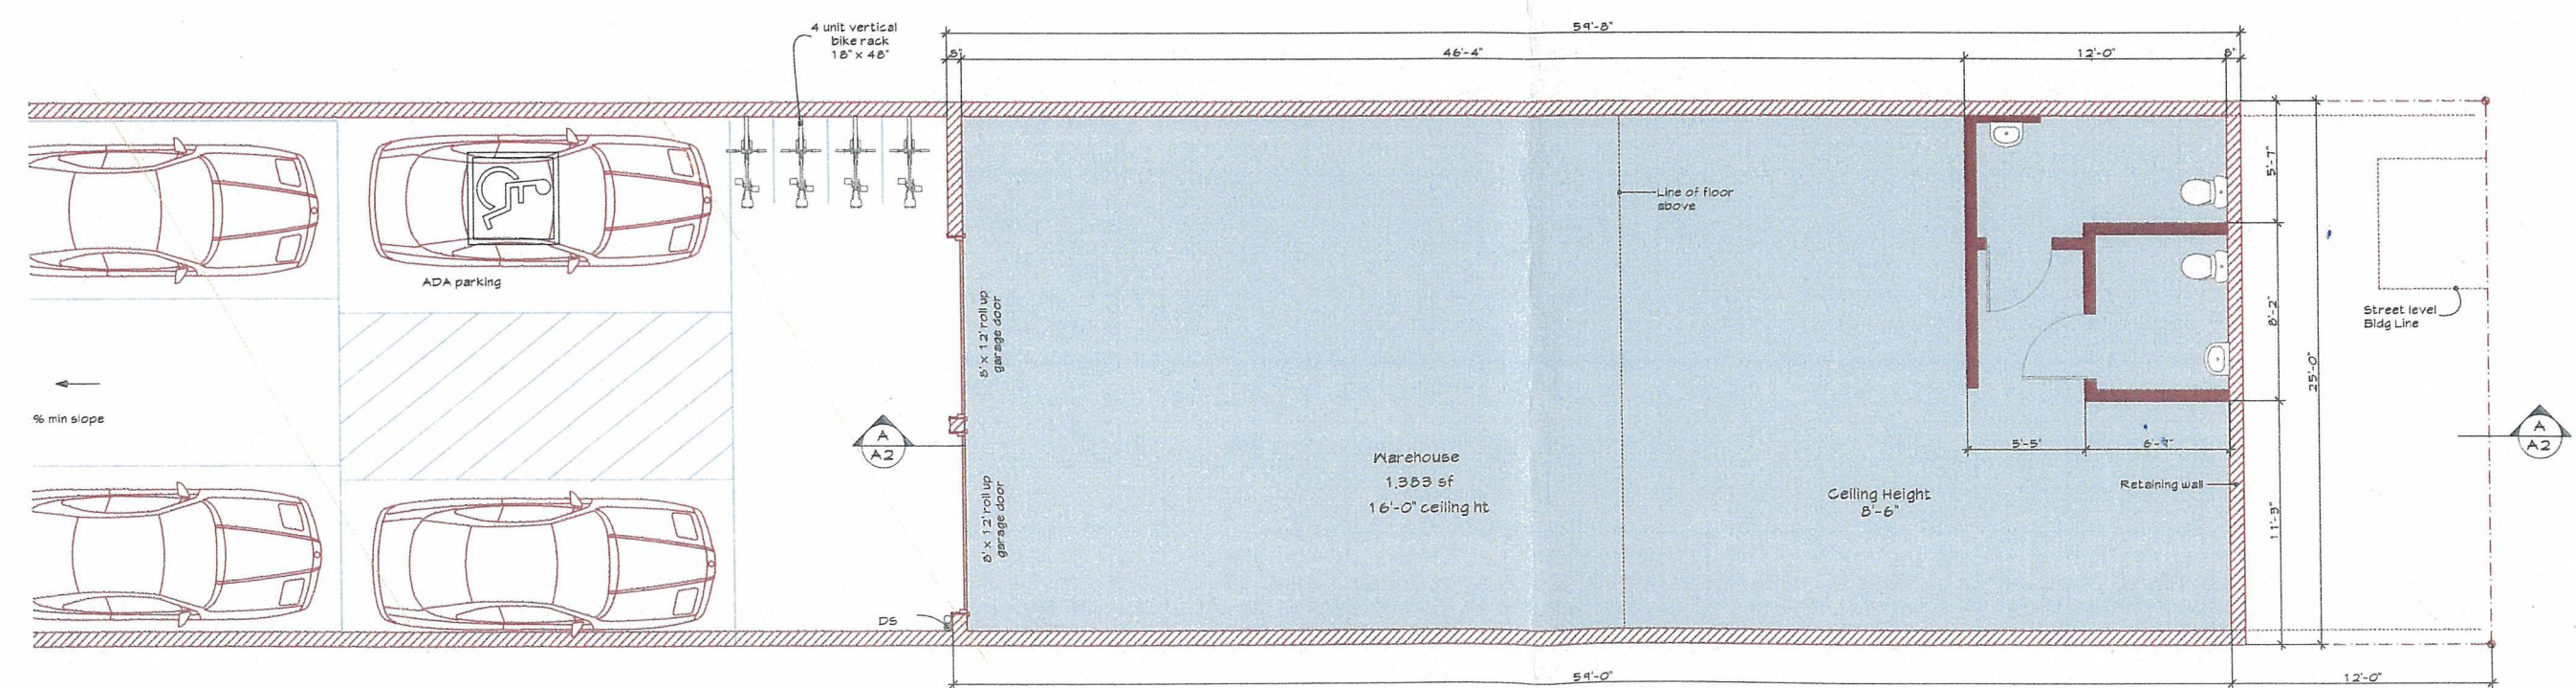 4 unit vertical
bike rack
18" x 48"
59'-8"
8"
46'-4"
12'-0"
8"
Line of floor
above
5'-7"
ADA parking
8' x 12' roll up
garage door
8'-2"
25'-0"
Street level
Bldg Line
% min slope
A
A2
5'-5"
Warehouse
1,383 sf
16'-0" ceiling ht
Ceiling Height
8'-6"
Retaining wall
A
A2
8' x 12' roll up
garage door
11'-3"
DS
59'-0"
12'-0"